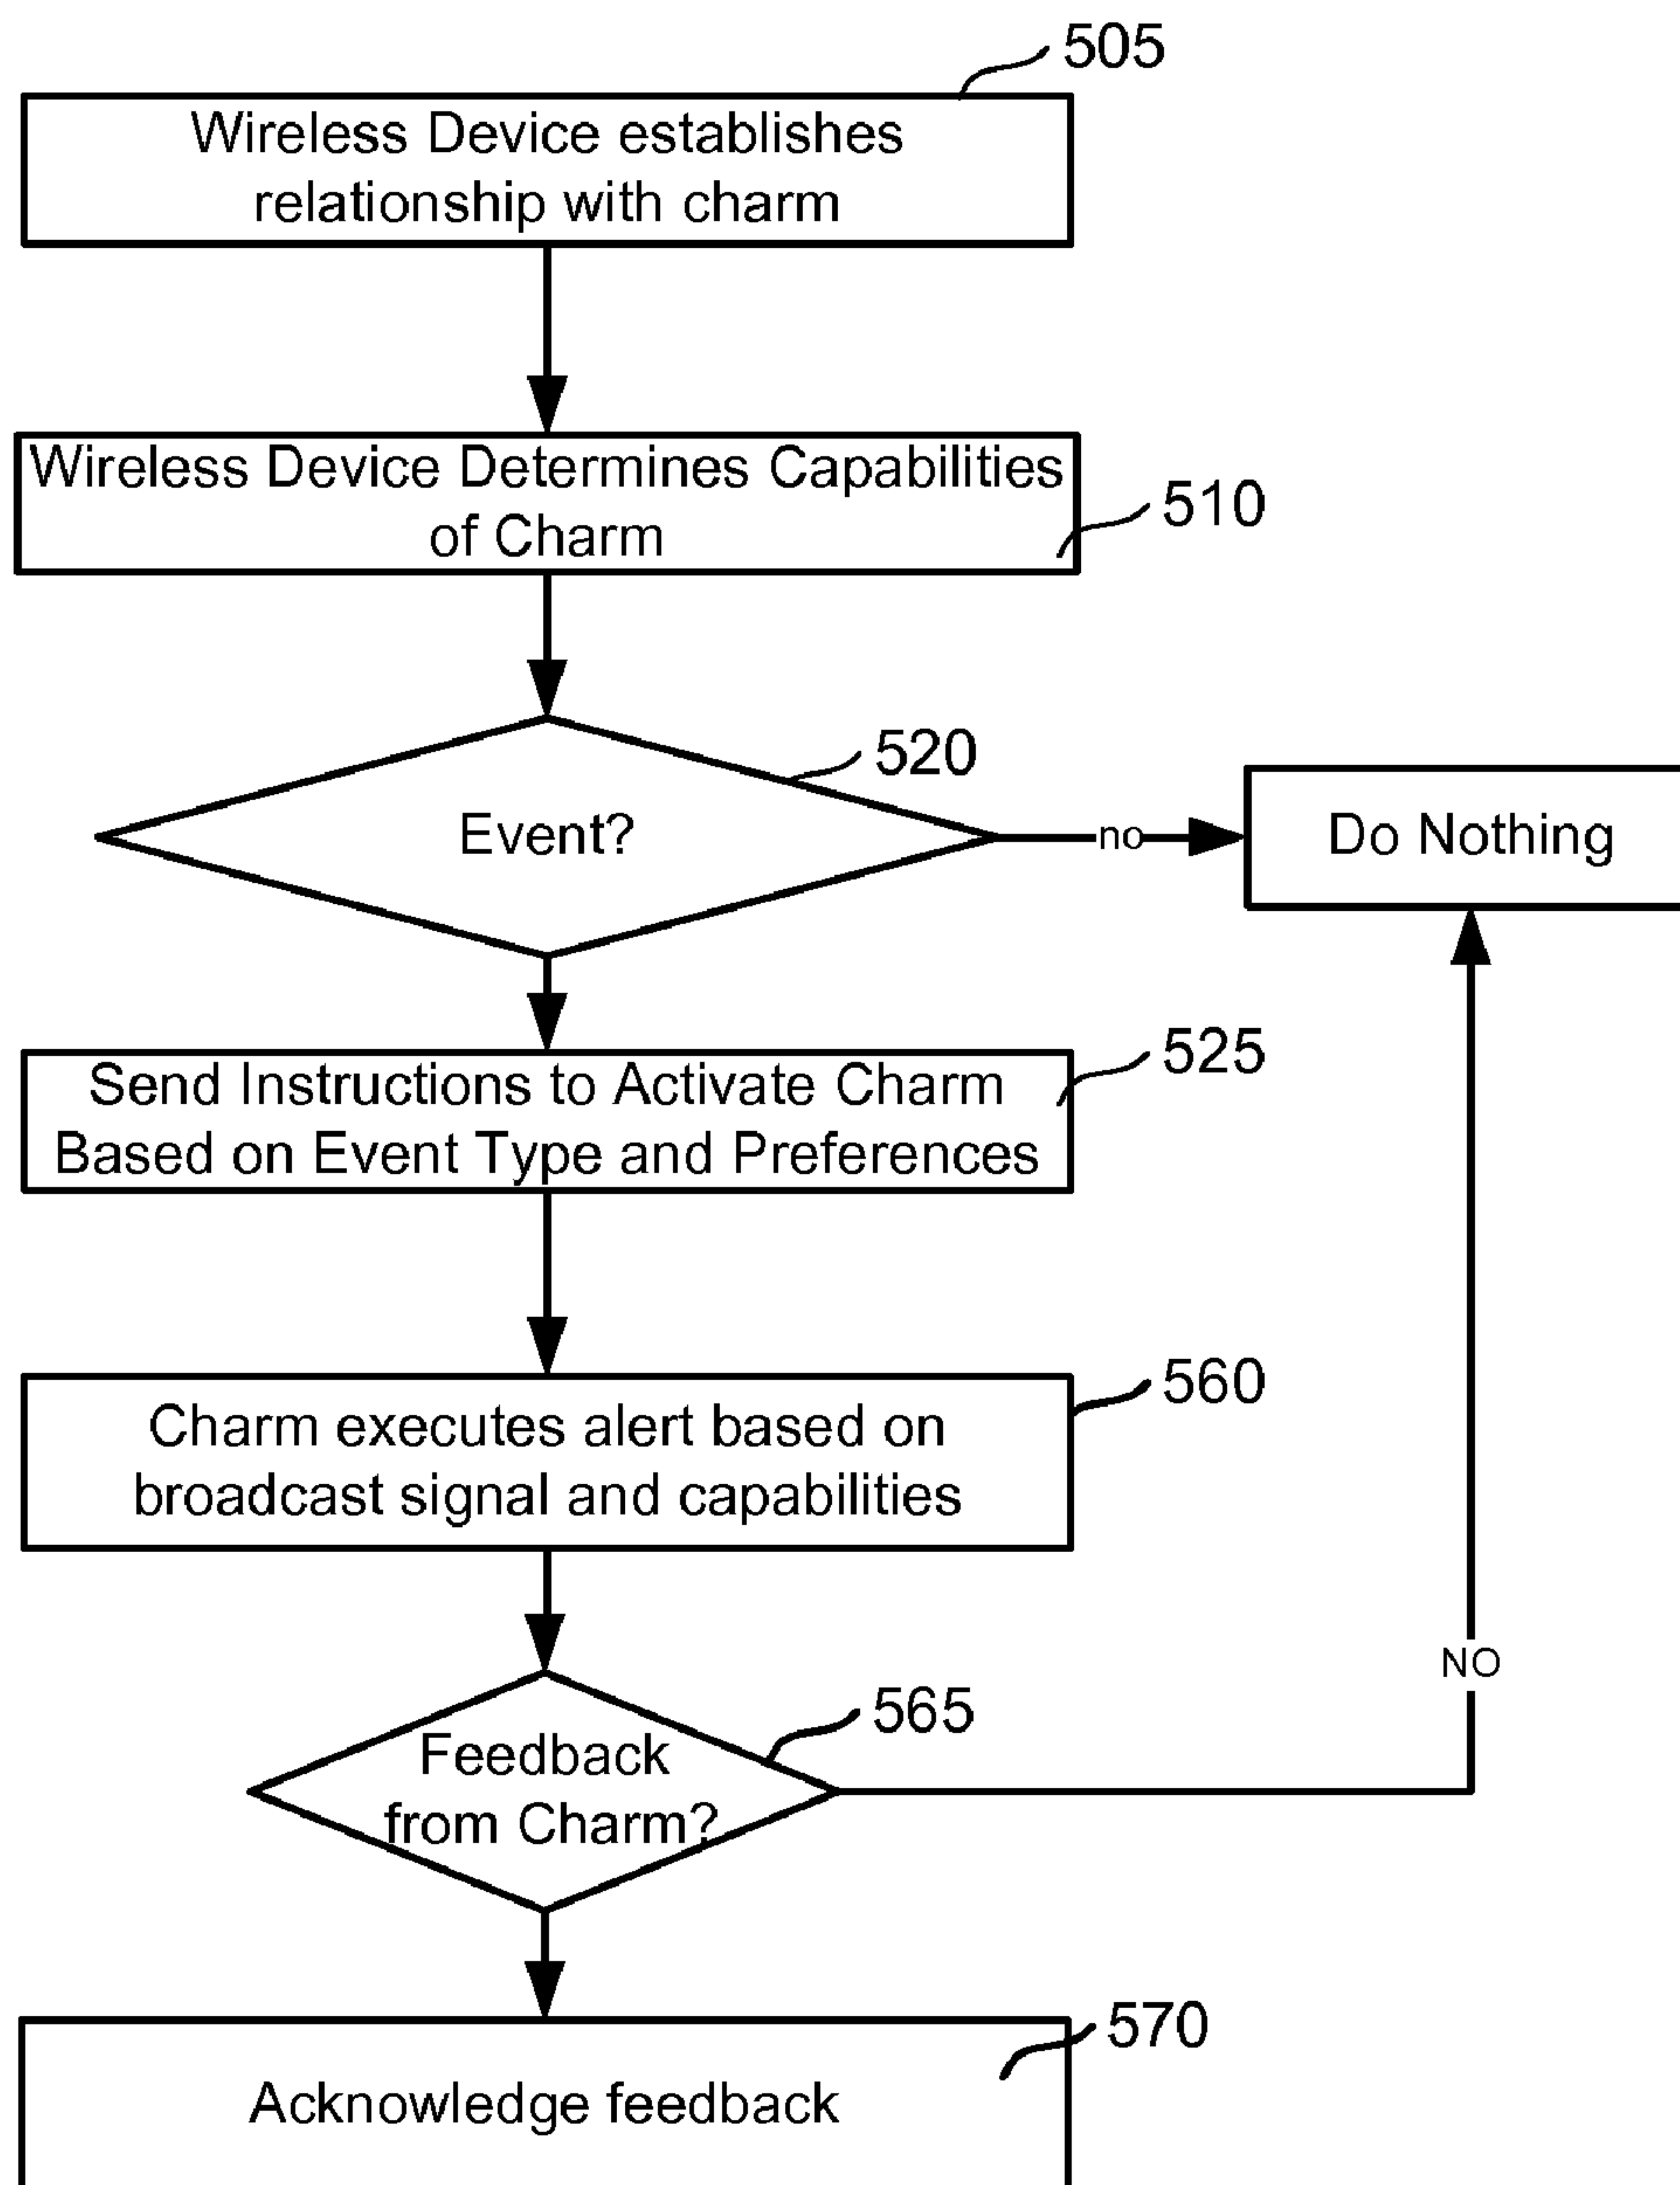 505
Wireless Device establishes
relationship with charm
Wireless Device Determines Capabilities
of Charm
510
520
Event?
no
Do Nothing
525
Send Instructions to Activate Charm
Based on Event Type and Preferences
560
Charm executes alert based on
broadcast signal and capabilities
NO
565
Feedback
from Charm?
570
Acknowledge feedback